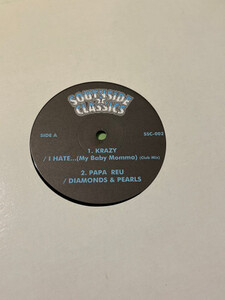 SOUTHSIDE
CLASSICS
SIDE A
SSC-002
1. KRAZY
/ I HATE...(My Baby Momma) (Club Mix)
2. PAPA REU
/ DIAMONDS & PEARLS